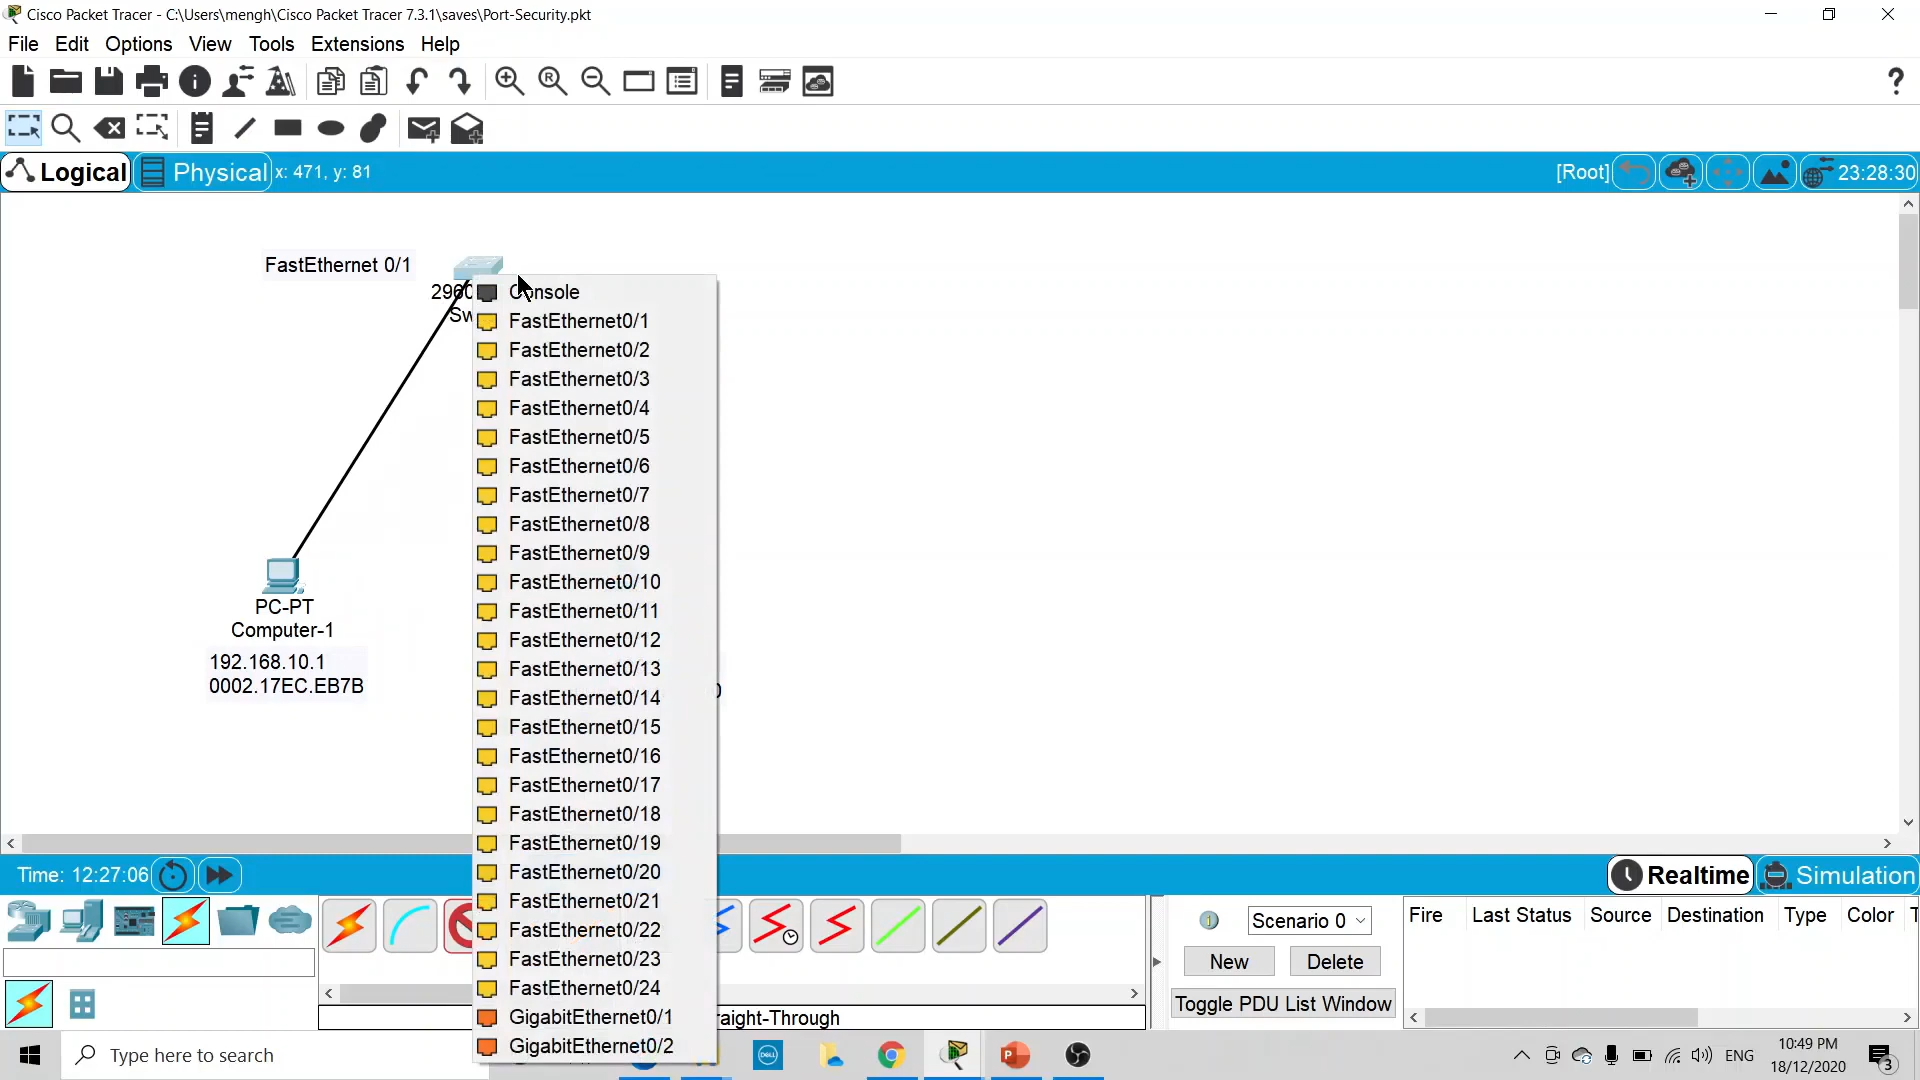 Cisco Packet Tracer - C:\Users\mengh\Cisco Packet Tracer 7.3.1\saves\Port-Security.pkt
File Edit Options View Tools Extensions Help
?
Logical Physical x: 471, y: 81 [Root] 23:28:30
FastEthernet 0/1
2960
Sw
Console
FastEthernet0/1
FastEthernet0/2
FastEthernet0/3
FastEthernet0/4
FastEthernet0/5
FastEthernet0/6
FastEthernet0/7
FastEthernet0/8
FastEthernet0/9
FastEthernet0/10
FastEthernet0/11
FastEthernet0/12
FastEthernet0/13
FastEthernet0/14
FastEthernet0/15
FastEthernet0/16
FastEthernet0/17
FastEthernet0/18
FastEthernet0/19
FastEthernet0/20
FastEthernet0/21
FastEthernet0/22
FastEthernet0/23
FastEthernet0/24
GigabitEthernet0/1
GigabitEthernet0/2
PC-PT
Computer-1
192.168.10.1
0002.17EC.EB7B
Time: 12:27:06 Realtime Simulation
Scenario 0
New Delete
Toggle PDU List Window
Fire Last Status Source Destination Type Color
raight-Through
Type here to search
DELL
ENG
10:49 PM
18/12/2020
3